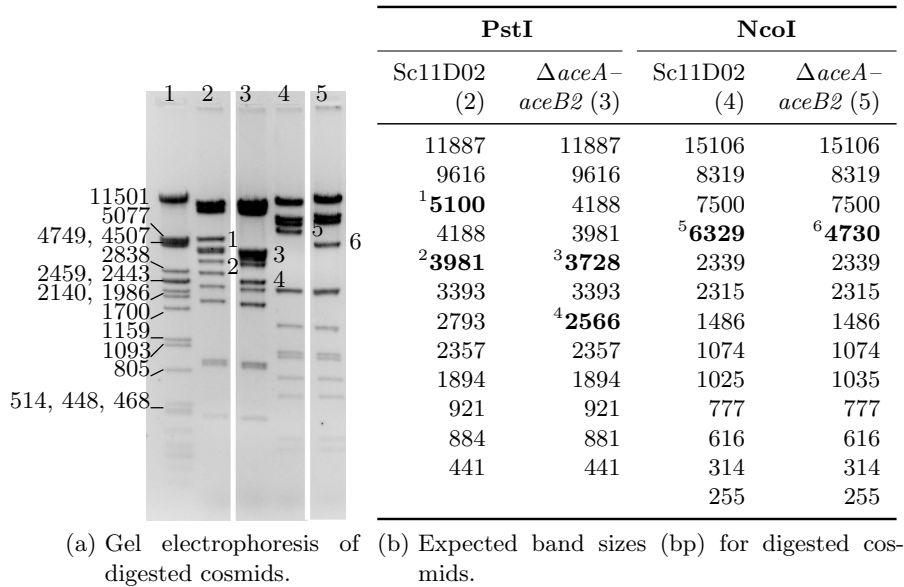 1 2 3 4 5
11501
5077
4749, 4507
2838
2459, 2443
2140, 1986
1700
1159
1093
805
514, 448, 468
1
2
3
4
5
6
(a) Gel electrophoresis of
digested cosmids.
PstI NcoI
Sc11D02 ΔaceA– Sc11D02 ΔaceA–
(2) aceB2 (3) (4) aceB2 (5)
11887 11887 15106 15106
9616 9616 8319 8319
¹5100 4188 7500 7500
4188 3981 ⁵6329 ⁶4730
²3981 ³3728 2339 2339
3393 3393 2315 2315
2793 ⁴2566 1486 1486
2357 2357 1074 1074
1894 1894 1025 1035
921 921 777 777
884 881 616 616
441 441 314 314
255 255
(b) Expected band sizes (bp) for digested cos-
mids.